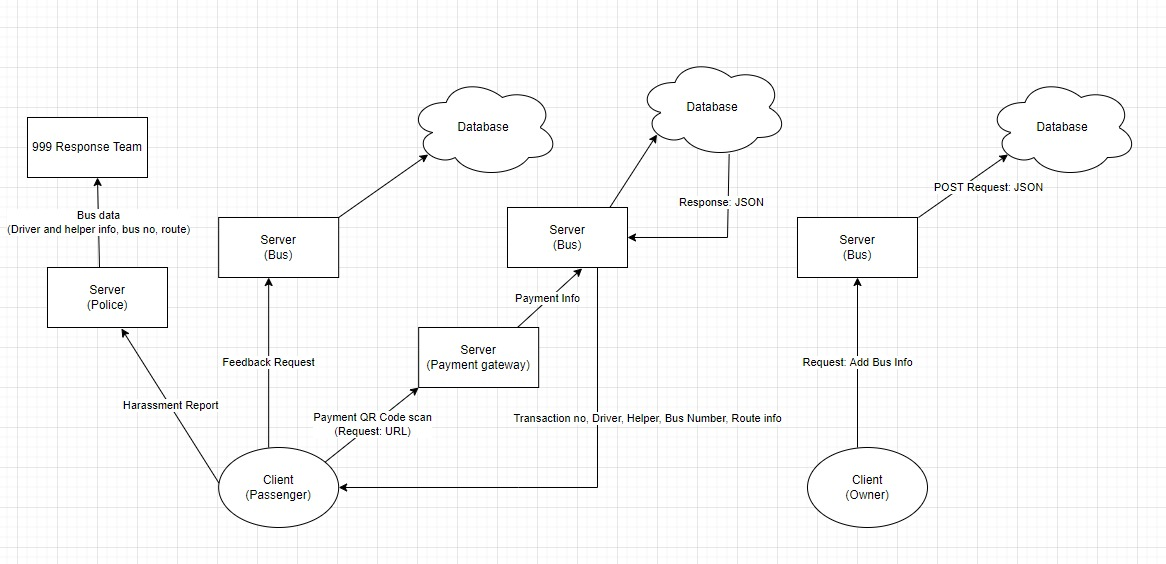 Database
Database
Database
999 Response Team
POST Request: JSON
Response: JSON
Bus data
(Driver and helper info, bus no, route)
Server
(Bus)
Server
(Bus)
Server
(Bus)
Server
(Police)
Payment Info
Server
(Payment gateway)
Feedback Request
Request: Add Bus Info
Harassment Report
Payment QR Code scan
(Request: URL)
Transaction no, Driver, Helper, Bus Number, Route info
Client
(Passenger)
Client
(Owner)